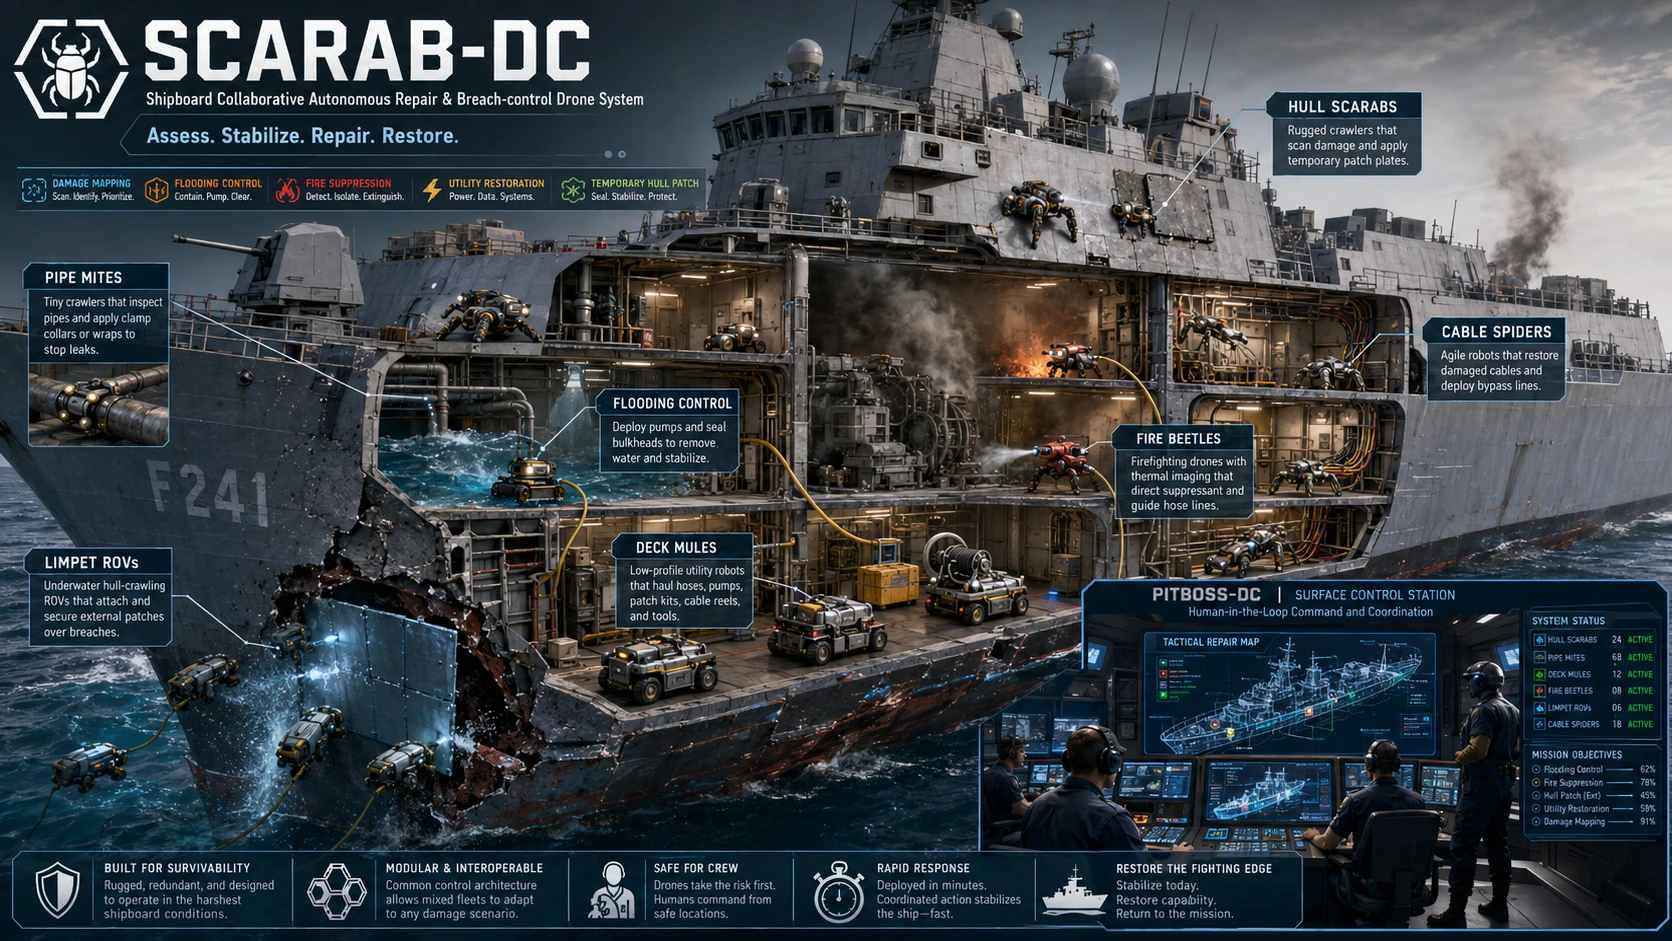 SCARAB-DC
Shipboard Collaborative Autonomous Repair & Breach-control Drone System
Assess. Stabilize. Repair. Restore.
DAMAGE MAPPING
Scan. Identify. Prioritize.
FLOODING CONTROL
Contain. Pump. Clear.
FIRE SUPPRESSION
Detect. Isolate. Extinguish.
UTILITY RESTORATION
Power. Data. Systems.
TEMPORARY HULL PATCH
Seal. Stabilize. Protect.
HULL SCARABS
Rugged crawlers that
scan damage and apply
temporary patch plates.
PIPE MITES
Tiny crawlers that inspect
pipes and apply clamp
collars or wraps to
stop leaks.
CABLE SPIDERS
Agile robots that restore
damaged cables and
deploy bypass lines.
FLOODING CONTROL
Deploy pumps and seal
bulkheads to remove
water and stabilize.
FIRE BEETLES
Firefighting drones with
thermal imaging that
direct suppressant and
guide hose lines.
F241
LIMPET ROVs
Underwater hull-crawling
ROVs that attach and
secure external patches
over breaches.
DECK MULES
Low-profile utility robots
that haul hoses, pumps,
patch kits, cable reels,
and tools.
PITBOSS-DC | SURFACE CONTROL STATION
Human-in-the-Loop Command and Coordination
TACTICAL REPAIR MAP
SYSTEM STATUS
HULL SCARABS 24 ACTIVE
PIPE MITES 68 ACTIVE
DECK MULES 12 ACTIVE
FIRE BEETLES 08 ACTIVE
LIMPET ROVs 06 ACTIVE
CABLE SPIDERS 18 ACTIVE
MISSION OBJECTIVES
Flooding Control 62%
Fire Suppression 78%
Hull Patch (Ext) 45%
Utility Restoration 58%
Damage Mapping 91%
BUILT FOR SURVIVABILITY
Rugged, redundant, and designed
to operate in the harshest
shipboard conditions.
MODULAR & INTEROPERABLE
Common control architecture
allows mixed fleets to adapt
to any damage scenario.
SAFE FOR CREW
Drones take the risk first.
Humans command from
safe locations.
RAPID RESPONSE
Deployed in minutes.
Coordinated action stabilizes
the ship—fast.
RESTORE THE FIGHTING EDGE
Stabilize today.
Restore capability.
Return to the mission.